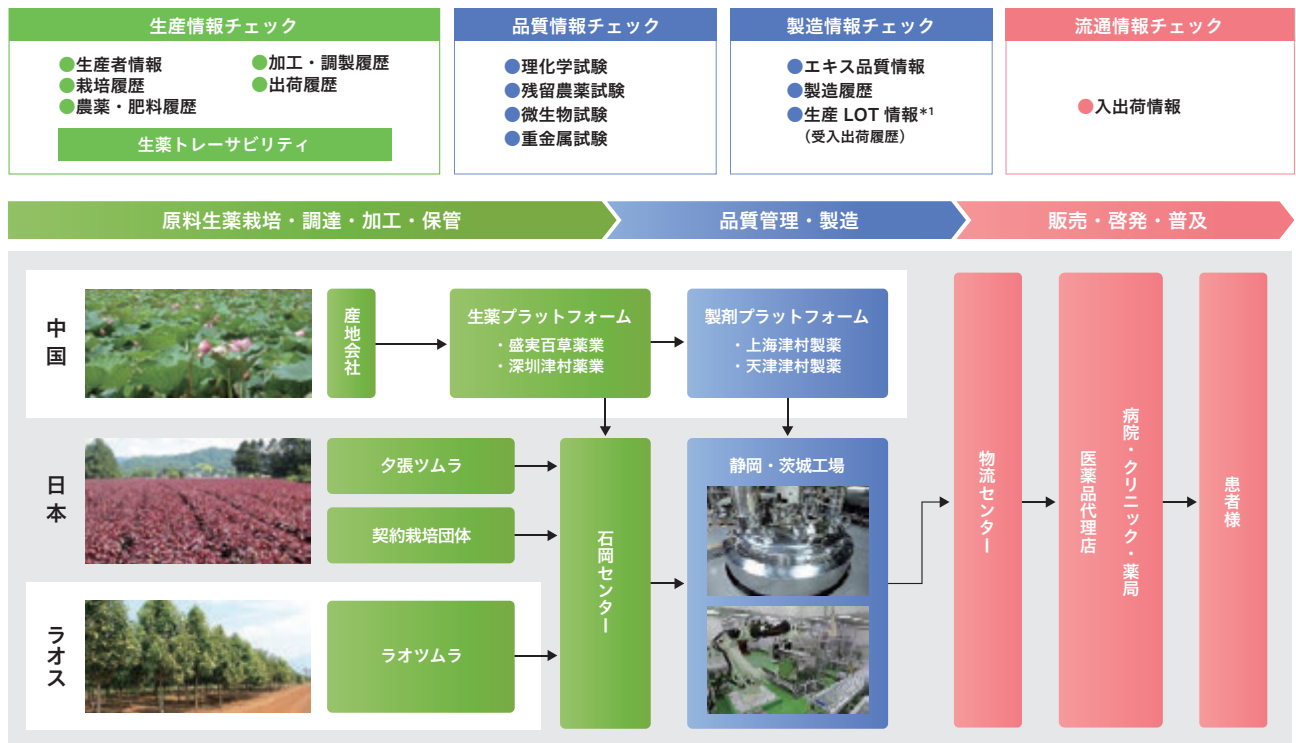 生産情報チェック
●生産者情報
●栽培履歴
●農薬・肥料履歴
●加工・調製履歴
●出荷履歴
生薬トレーサビリティ
品質情報チェック
●理化学試験
●残留農薬試験
●微生物試験
●重金属試験
製造情報チェック
●エキス品質情報
●製造履歴
●生産 LOT 情報*1
（受入出荷履歴）
流通情報チェック
●入出荷情報
原料生薬栽培・調達・加工・保管
品質管理・製造
販売・啓発・普及
中国
産地会社
生薬プラットフォーム
・盛実百草薬業
・深圳津村薬業
製剤プラットフォーム
・上海津村製薬
・天津津村製薬
日本
夕張ツムラ
契約栽培団体
石岡センター
静岡・茨城工場
ラオス
ラオツムラ
物流センター
病院・クリニック・薬局
医薬品代理店
患者様